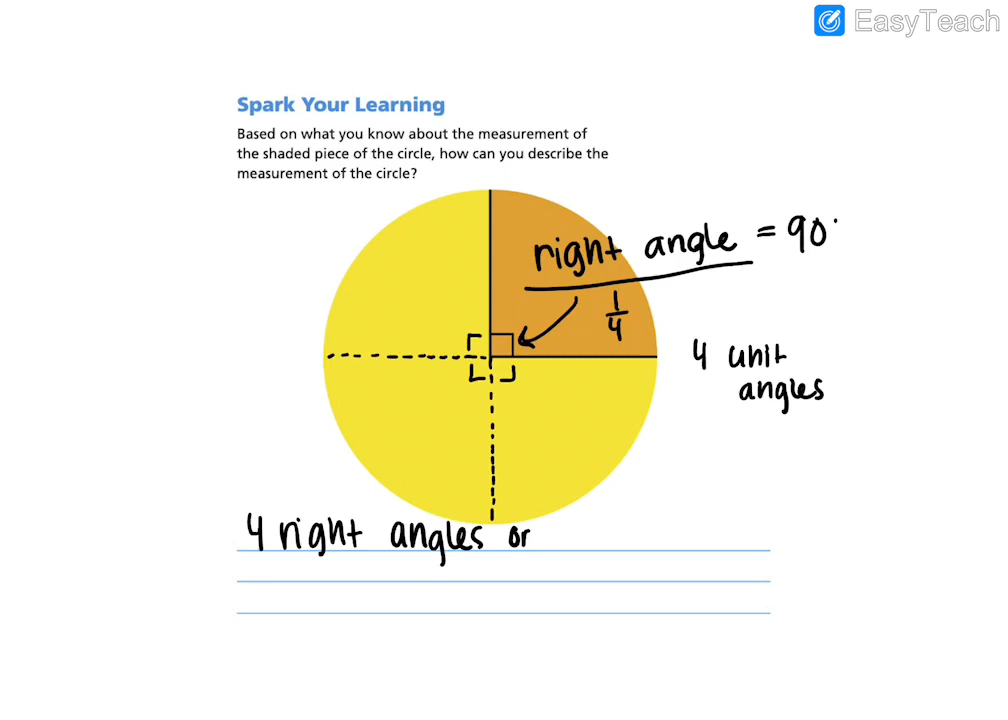 EasyTeach
Spark Your Learning
Based on what you know about the measurement of
the shaded piece of the circle, how can you describe the
measurement of the circle?
right angle = 90°
1/4
4 unit
angles
4 right angles or